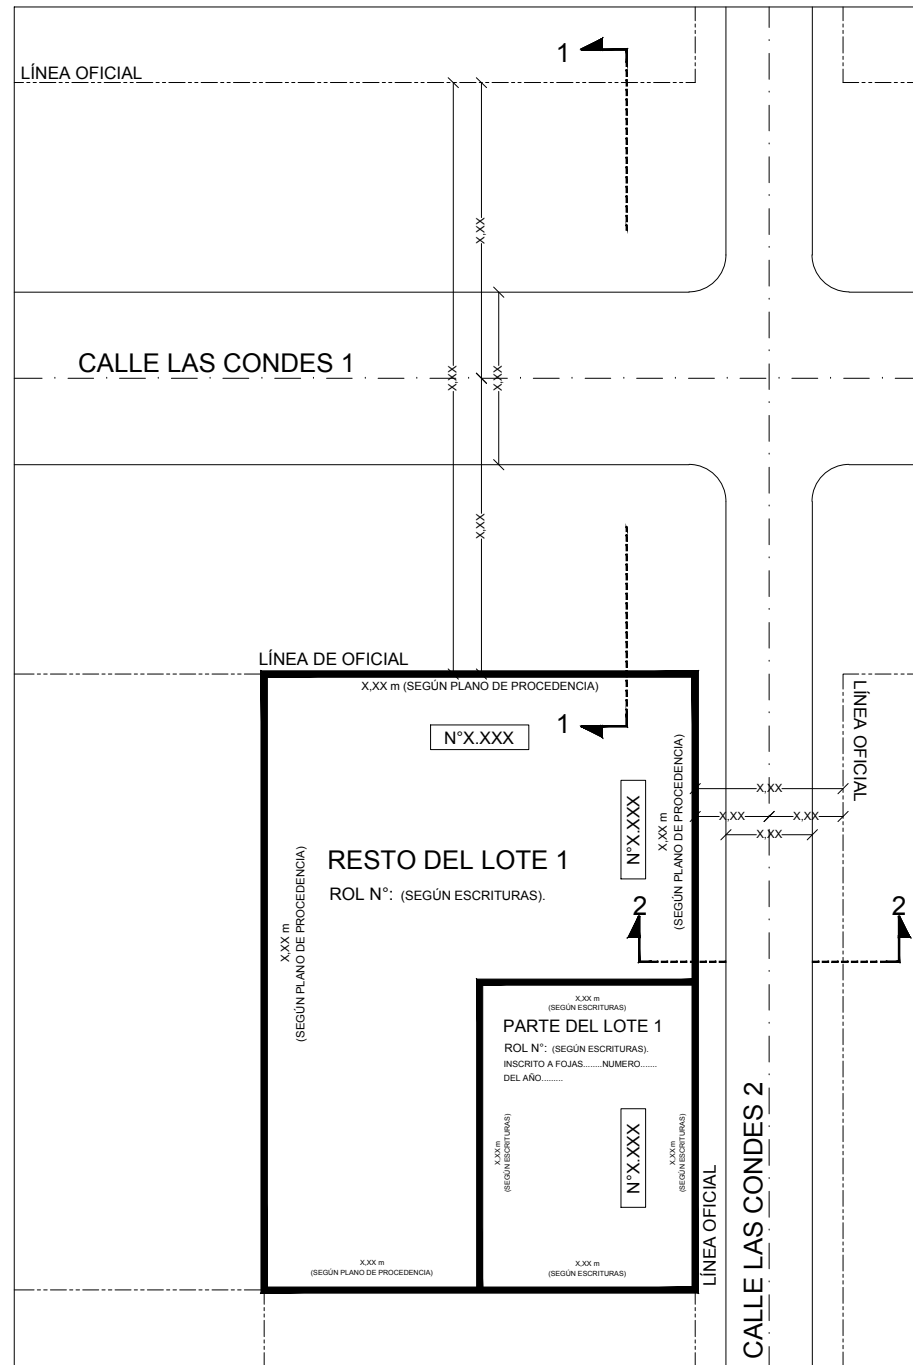 1
LÍNEA OFICIAL
X,XX
CALLE LAS CONDES 1
X,XX
X,XX
X,XX
LÍNEA DE OFICIAL
X,XX m (SEGÚN PLANO DE PROCEDENCIA)
1
N°X.XXX
LÍNEA OFICIAL
X,XX
X,XX
X,XX
X,XX
N°X.XXX
X,XX m
(SEGÚN PLANO DE PROCEDENCIA)
RESTO DEL LOTE 1
ROL N°: (SEGÚN ESCRITURAS).
X,XX m
(SEGÚN PLANO DE PROCEDENCIA)
2
2
X,XX m
(SEGÚN ESCRITURAS)
PARTE DEL LOTE 1
ROL N°: (SEGÚN ESCRITURAS).
INSCRITO A FOJAS........NUMERO.......
DEL AÑO.........
X,XX m
(SEGÚN ESCRITURAS)
N°X.XXX
X,XX m
(SEGÚN ESCRITURAS)
LÍNEA OFICIAL
CALLE LAS CONDES 2
X,XX m
(SEGÚN PLANO DE PROCEDENCIA)
X,XX m
(SEGÚN ESCRITURAS)